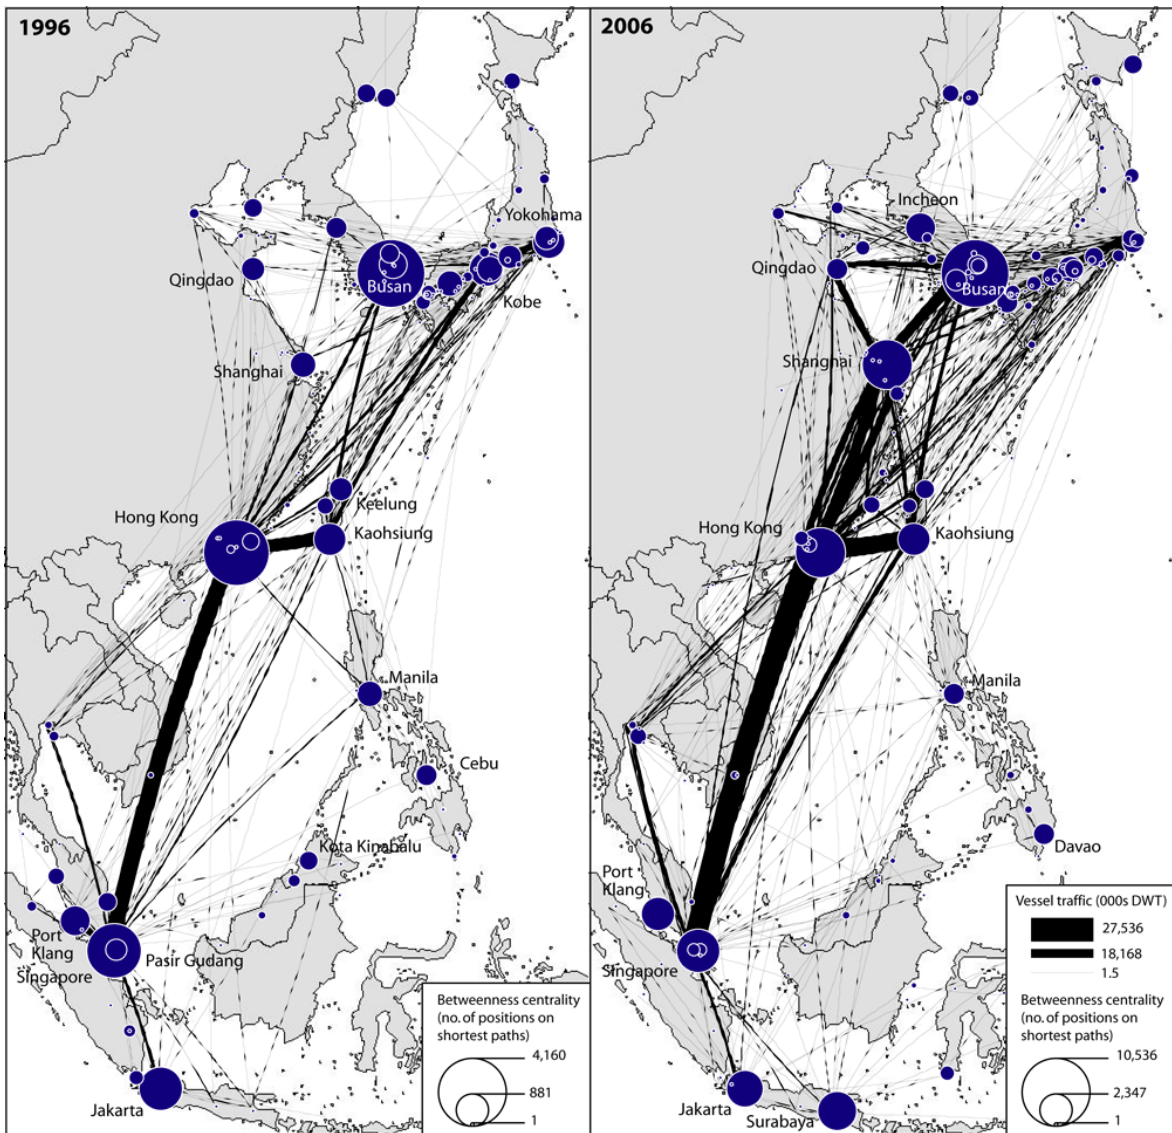 1996
Yokohama
Qingdao
Busan
Kobe
Shanghai
Hong Kong
Keelung
Kaohsiung
Manila
Cebu
Kota Kinabalu
Port
Klang
Singapore
Pasir Gudang
Jakarta
Betweenness centrality
(no. of positions on
shortest paths)
4,160
881
1
2006
Incheon
Qingdao
Busan
Shanghai
Hong Kong
Kaohsiung
Manila
Davao
Port
Klang
Singapore
Jakarta
Surabaya
Vessel traffic (000s DWT)
27,536
18,168
1.5
Betweenness centrality
(no. of positions on
shortest paths)
10,536
2,347
1